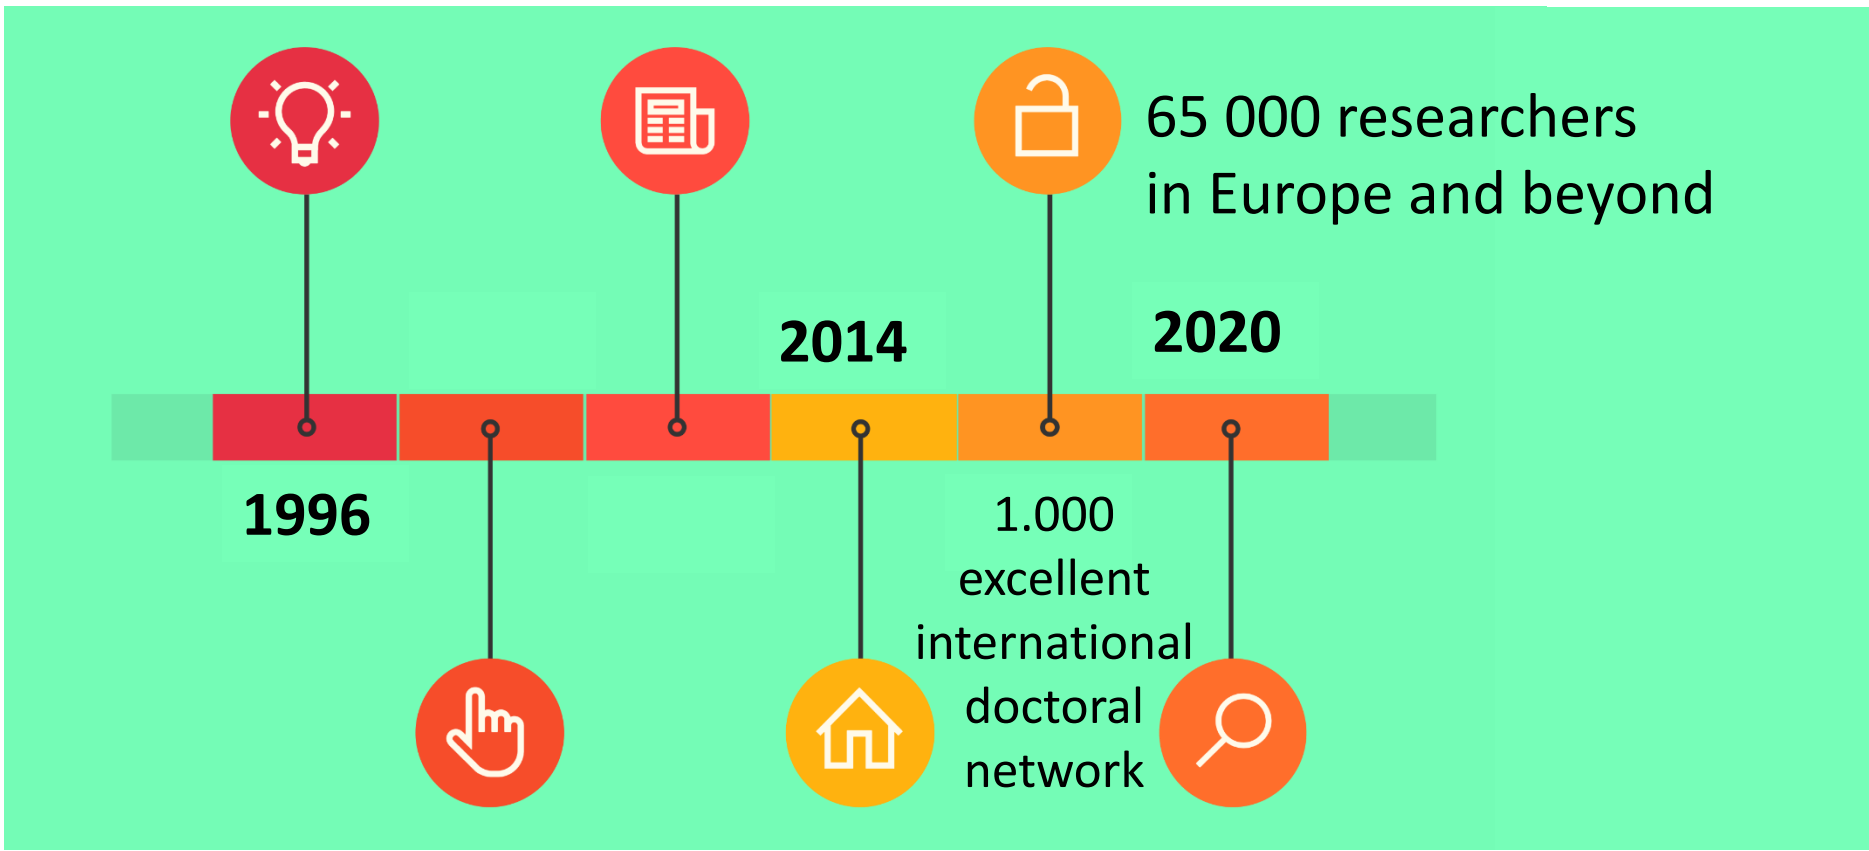 65 000 researchers
in Europe and beyond
2014
2020
1996
1.000
excellent
international
doctoral
network